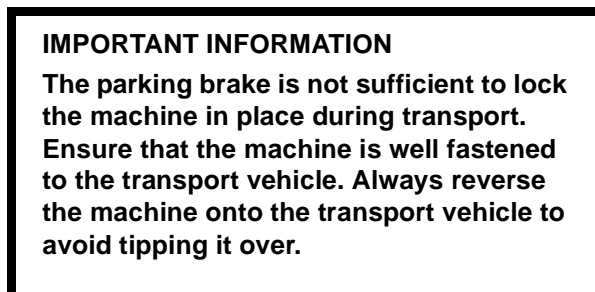 IMPORTANT INFORMATION
The parking brake is not sufficient to lock
the machine in place during transport.
Ensure that the machine is well fastened
to the transport vehicle. Always reverse
the machine onto the transport vehicle to
avoid tipping it over.